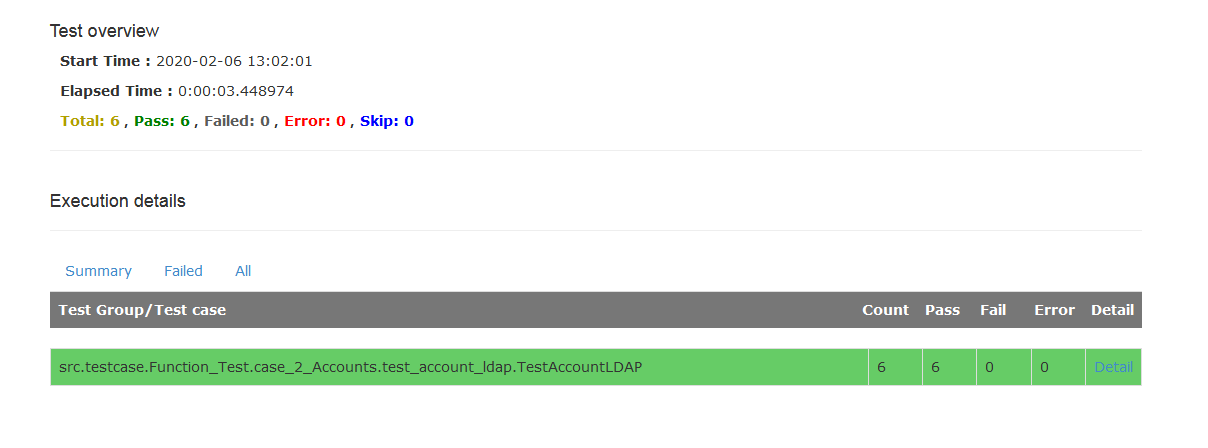 Test overview
Start Time : 2020-02-06 13:02:01
Elapsed Time : 0:00:03.448974
Total: 6 , Pass: 6 , Failed: 0 , Error: 0 , Skip: 0
Execution details
Summary Failed All
Test Group/Test case Count Pass Fail Error Detail
src.testcase.Function_Test.case_2_Accounts.test_account_ldap.TestAccountLDAP 6 6 0 0 Detail